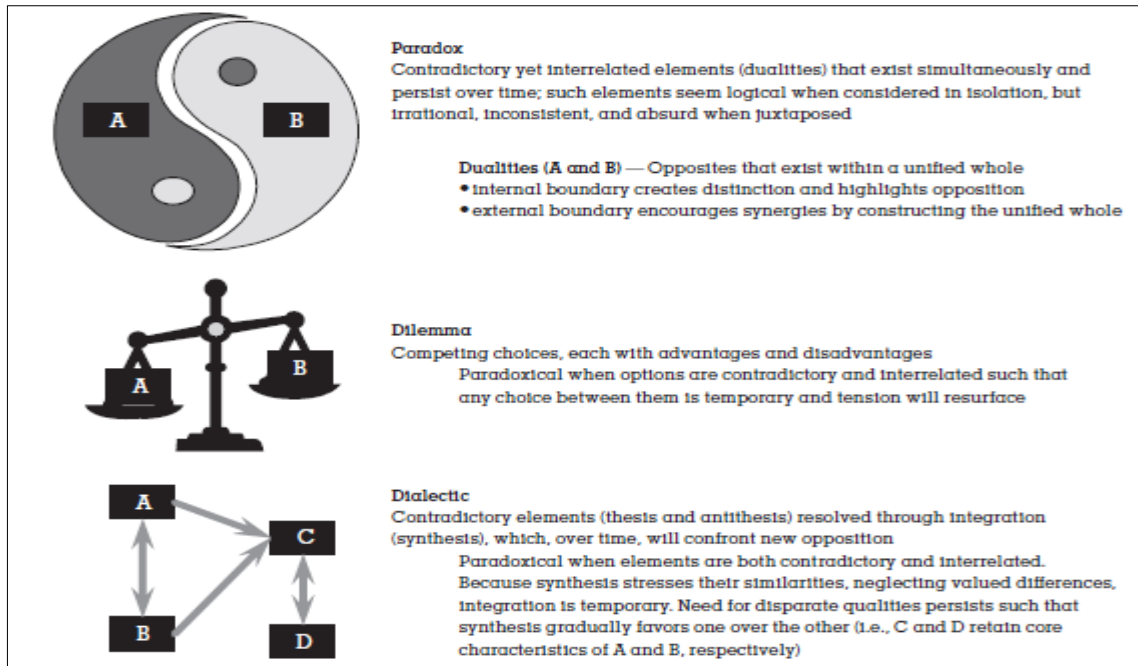 A
B
Paradox
Contradictory yet interrelated elements (dualities) that exist simultaneously and
persist over time; such elements seem logical when considered in isolation, but
irrational, inconsistent, and absurd when juxtaposed
Dualities (A and B) — Opposites that exist within a unified whole
• internal boundary creates distinction and highlights opposition
• external boundary encourages synergies by constructing the unified whole
A
B
Dilemma
Competing choices, each with advantages and disadvantages
Paradoxical when options are contradictory and interrelated such that
any choice between them is temporary and tension will resurface
A
B
C
D
Dialectic
Contradictory elements (thesis and antiithesis) resolved through integration
(synthesis), which, over time, will confront new opposition
Paradoxical when elements are both contradictory and interrelated.
Because synthesis stresses their similarities, neglecting valued differences,
integration is temporary. Need for disparate qualities persists such that
synthesis gradually favors one over the other (i.e., C and D retain core
characteristics of A and B, respectively)